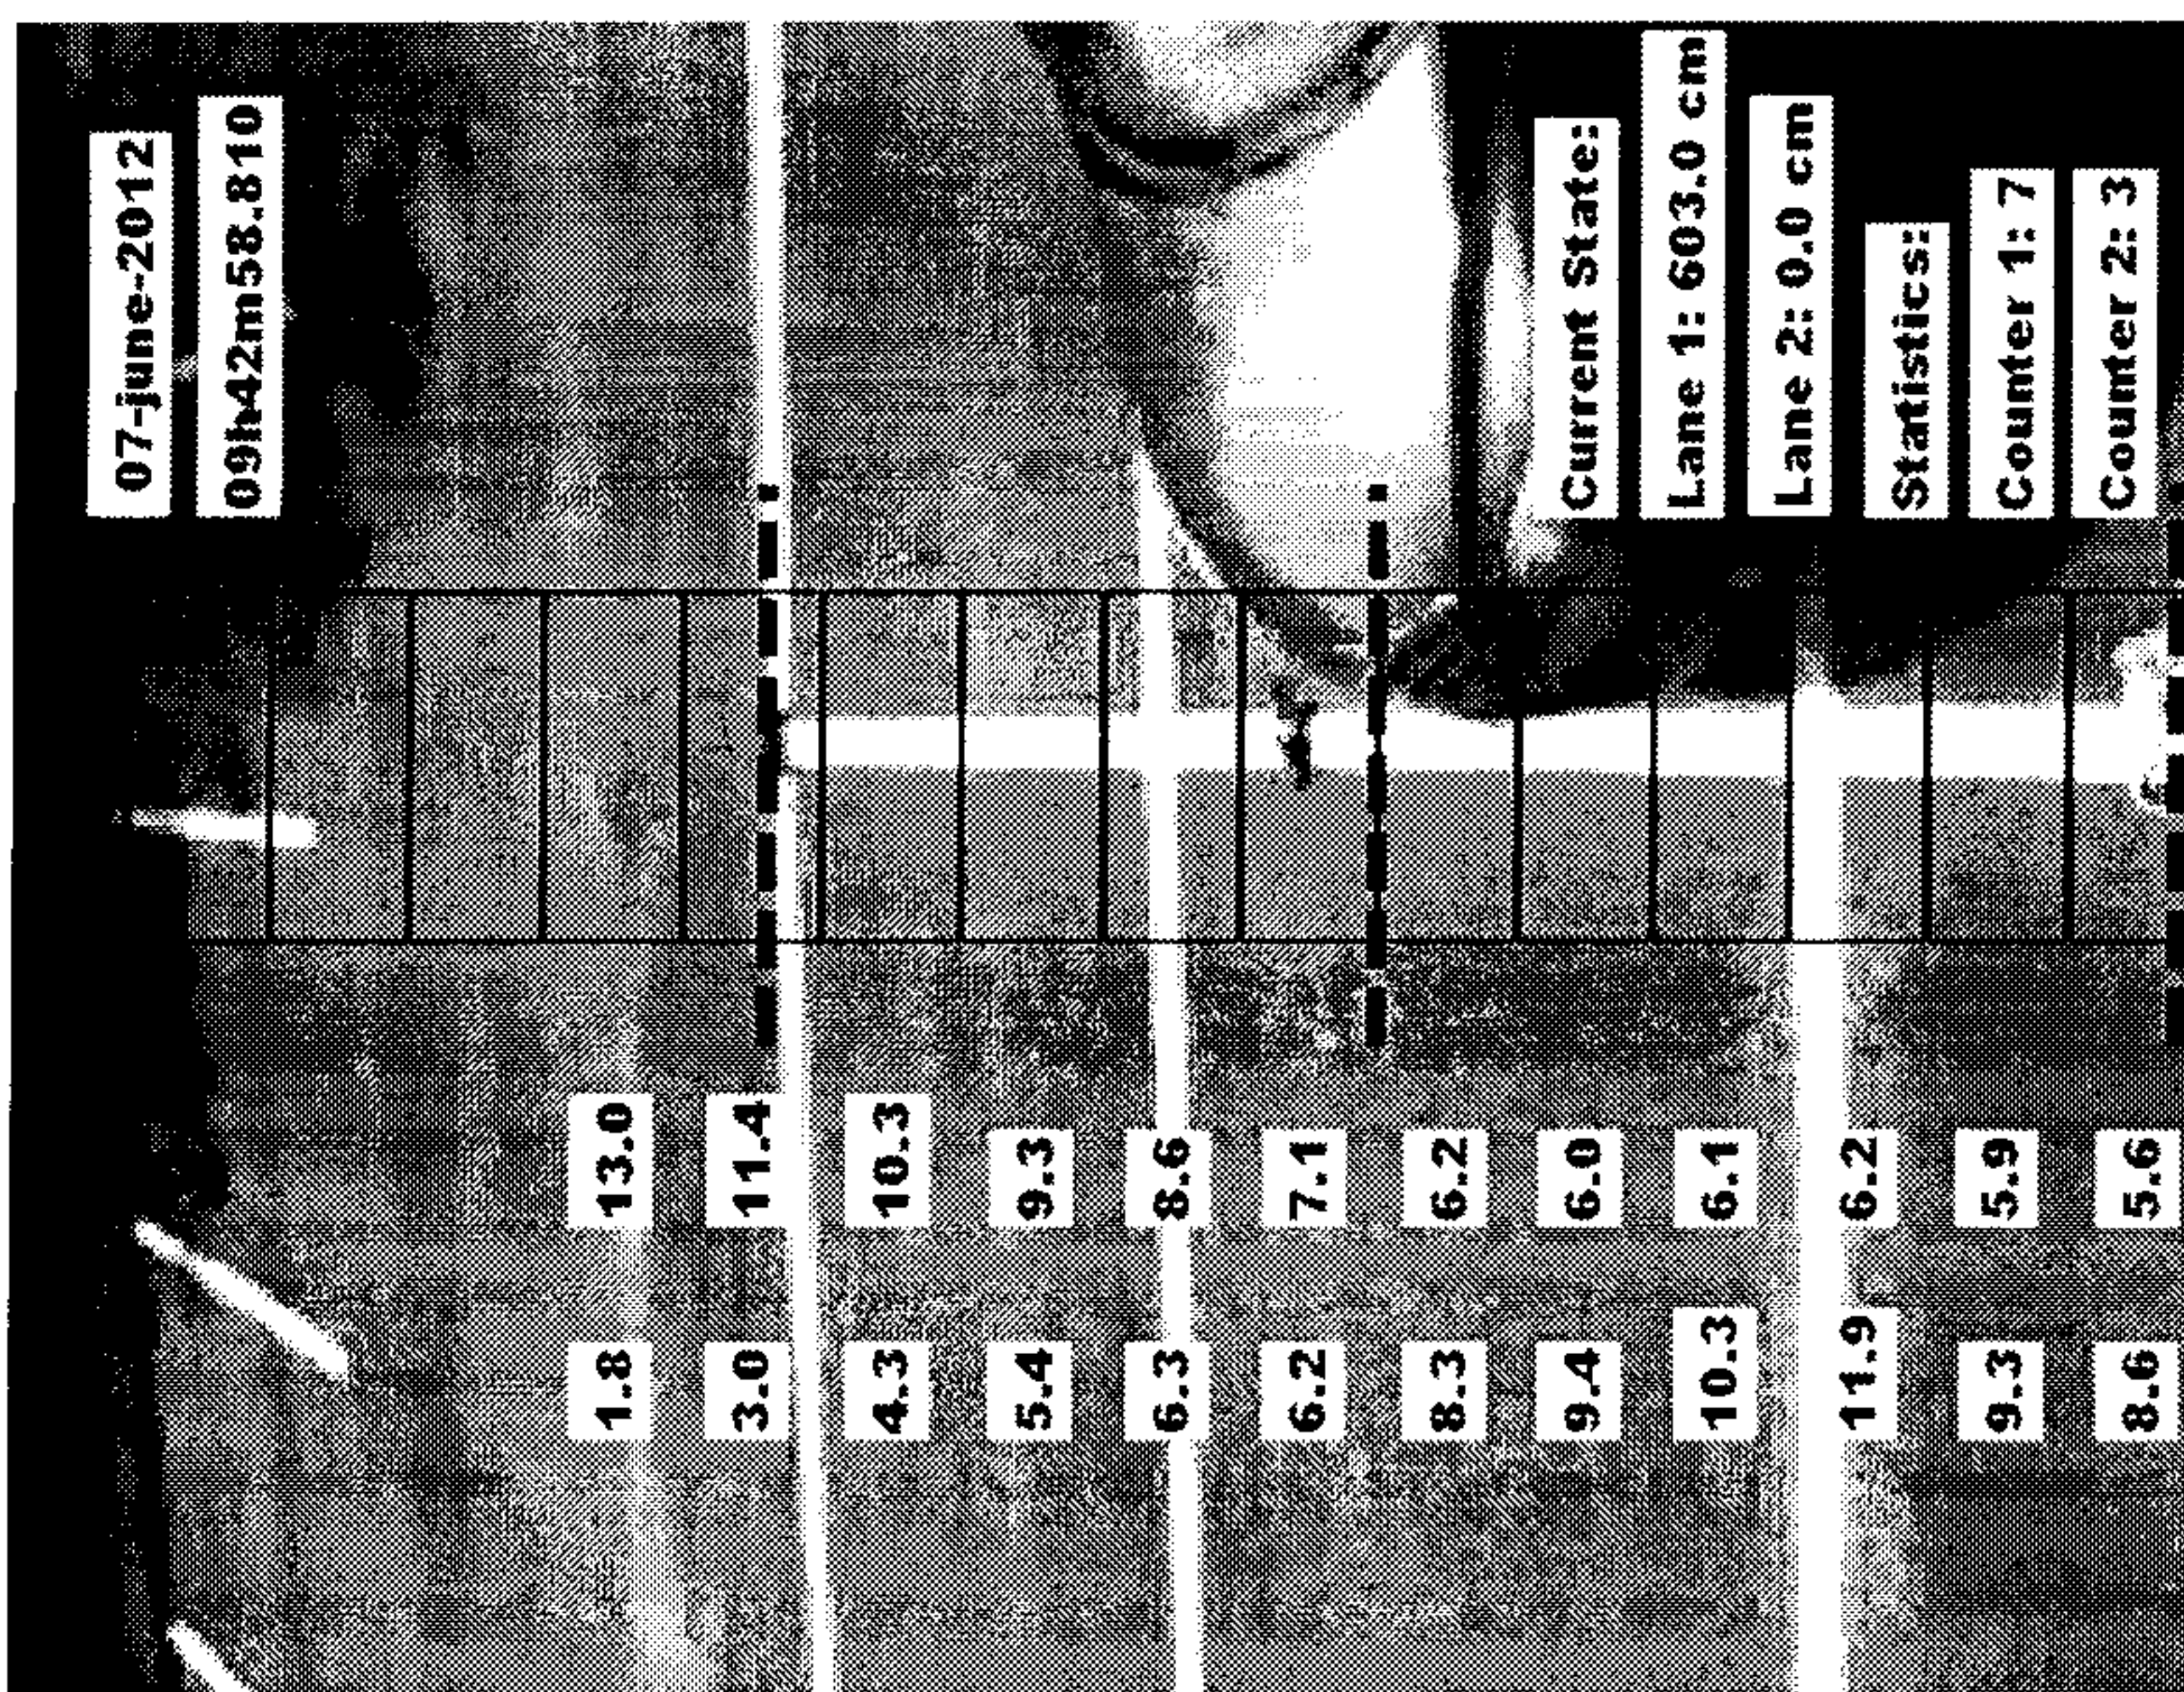 07-june-2012
09h42m58.810
1.8 13.0
3.0 11.4
4.3 10.3
5.4 9.3
6.3 8.6
6.2 7.1
8.3 6.2
9.4 6.0
10.3 6.1
11.9 6.2
9.3 5.9
8.6 5.6
Current State:
Lane 1: 603.0 cm
Lane 2: 0.0 cm
Statistics:
Counter 1: 7
Counter 2: 3